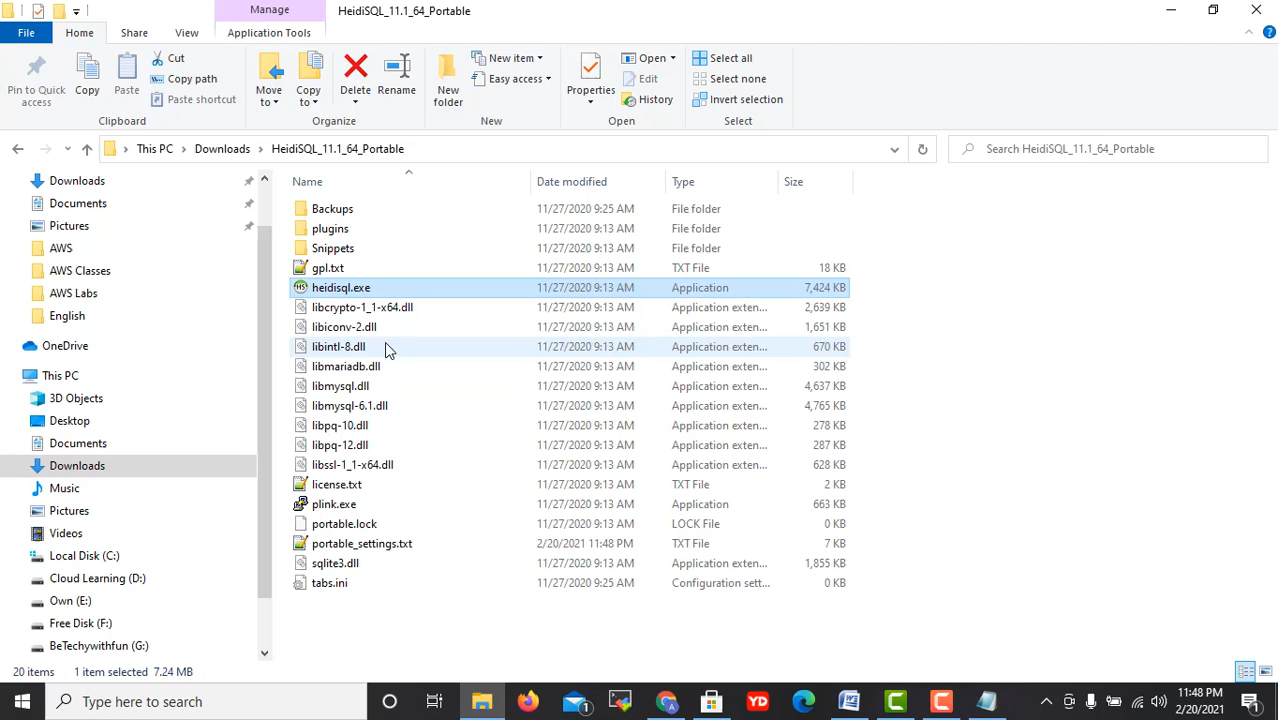 Manage
HeidiSQL_11.1_64_Portable
File
Home
Share
View
Application Tools
Pin to Quick access
Copy
Paste
Cut
Copy path
Paste shortcut
Clipboard
Move to
Copy to
Delete
Rename
Organize
New folder
New item
Easy access
New
Properties
Open
Edit
History
Open
Select all
Select none
Invert selection
Select
This PC
Downloads
HeidiSQL_11.1_64_Portable
Search HeidiSQL_11.1_64_Portable
Downloads
Documents
Pictures
AWS
AWS Classes
AWS Labs
English
OneDrive
This PC
3D Objects
Desktop
Documents
Downloads
Music
Pictures
Videos
Local Disk (C:)
Cloud Learning (D:)
Own (E:)
Free Disk (F:)
BeTechywithfun (G:)
Name Date modified Type Size
Backups 11/27/2020 9:25 AM File folder
plugins 11/27/2020 9:13 AM File folder
Snippets 11/27/2020 9:13 AM File folder
gpl.txt 11/27/2020 9:13 AM TXT File 18 KB
heidisql.exe 11/27/2020 9:13 AM Application 7,424 KB
libcrypto-1_1-x64.dll 11/27/2020 9:13 AM Application exten... 2,639 KB
libiconv-2.dll 11/27/2020 9:13 AM Application exten... 1,651 KB
libintl-8.dll 11/27/2020 9:13 AM Application exten... 670 KB
libmariadb.dll 11/27/2020 9:13 AM Application exten... 302 KB
libmysql.dll 11/27/2020 9:13 AM Application exten... 4,637 KB
libmysql-6.1.dll 11/27/2020 9:13 AM Application exten... 4,765 KB
libpq-10.dll 11/27/2020 9:13 AM Application exten... 278 KB
libpq-12.dll 11/27/2020 9:13 AM Application exten... 287 KB
libssl-1_1-x64.dll 11/27/2020 9:13 AM Application exten... 628 KB
license.txt 11/27/2020 9:13 AM TXT File 2 KB
plink.exe 11/27/2020 9:13 AM Application 663 KB
portable.lock 11/27/2020 9:13 AM LOCK File 0 KB
portable_settings.txt 2/20/2021 11:48 PM TXT File 7 KB
sqlite3.dll 11/27/2020 9:13 AM Application exten... 1,855 KB
tabs.ini 11/27/2020 9:25 AM Configuration sett... 0 KB
20 items 1 item selected 7.24 MB
Type here to search
1
YD
11:48 PM
2/20/2021
1